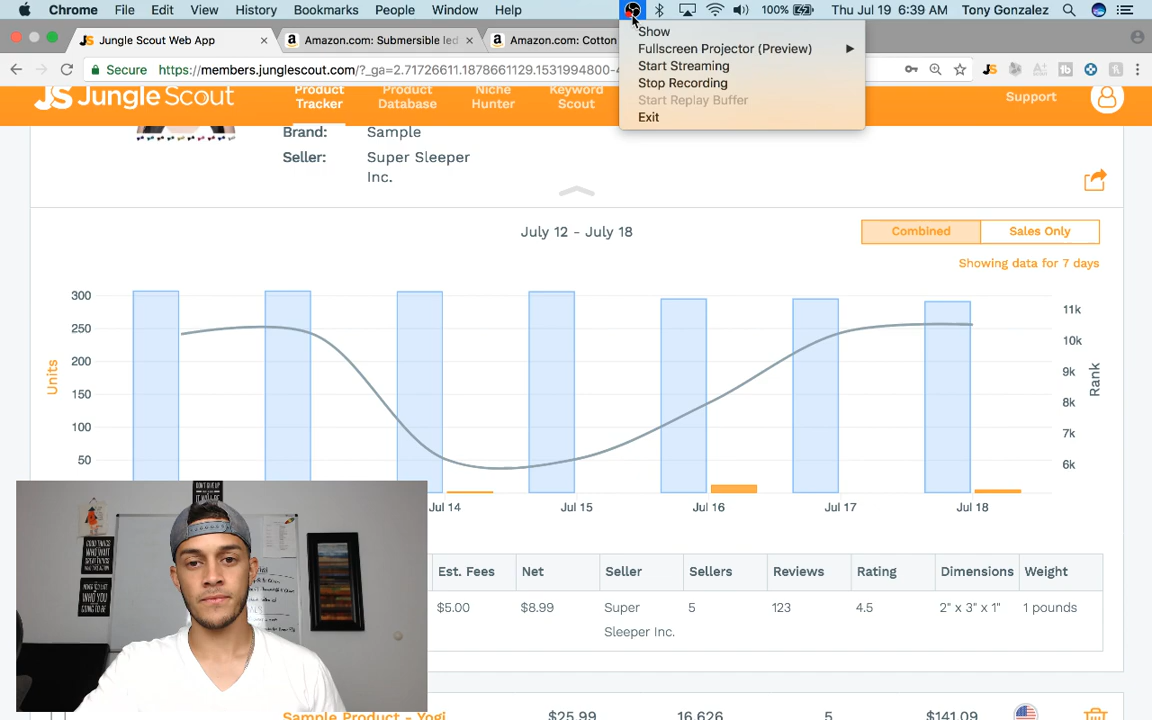 Chrome File Edit View History Bookmarks People Window Help 100% Thu Jul 19 6:39 AM Tony Gonzalez
Jungle Scout Web App Amazon.com: Submersible led Amazon.com: Cotton
Secure https://members.junglescout.com/?_ga=2.71726611.1878661129.1531994800-
Show
Fullscreen Projector (Preview)
Start Streaming
Stop Recording
Start Replay Buffer
Exit
JS Jungle Scout
Product Tracker
Product Database
Niche Hunter
Keyword Scout
Support
Brand: Sample
Seller: Super Sleeper
Inc.
July 12 - July 18
Combined Sales Only
Showing data for 7 days
300
250
200
150
100
50
Units
11k
10k
9k
8k
7k
6k
Rank
Jul 14 Jul 15 Jul 16 Jul 17 Jul 18
Est. Fees Net Seller Sellers Reviews Rating Dimensions Weight
$5.00 $8.99 Super 5 123 4.5 2" x 3" x 1" 1 pounds
Sleeper Inc.
Sample Product - Yogi $25.99 16,626 5 $141.09